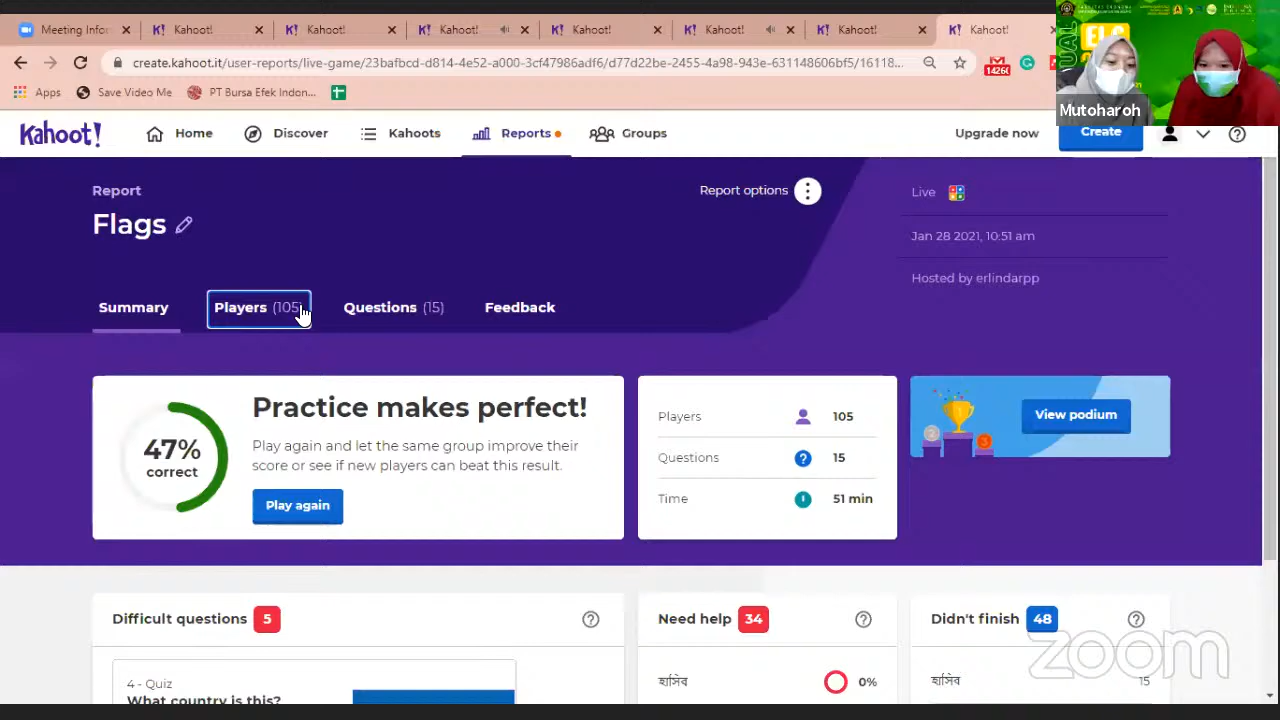 Meeting Info
Kahoot!
Kahoot!
Kahoot!
Kahoot!
Kahoot!
Kahoot!
Kahoot!
create.kahoot.it/user-reports/live-game/23fafbcd-d814-4e52-a000-3cf47986adf6/d77d22be-2455-4a98-943e-637148606bf5/16118...
14260
Apps
Save Video Me
PT Bursa Efek Indon...
Mutoharoh
Kahoot!
Home
Discover
Kahoots
Reports
Groups
Upgrade now
Create
Report
Flags
Report options
Live
Jan 28 2021, 10:51 am
Hosted by erlindarpp
Summary
Players (105)
Questions (15)
Feedback
47%
correct
Practice makes perfect!
Play again and let the same group improve their
score or see if new players can beat this result.
Play again
Players 105
Questions 15
Time 51 min
View podium
Difficult questions 5
Need help 34
Didn't finish 48
4 - Quiz
What country is this?
হাসিব 0%
হাসিব 15
zoom